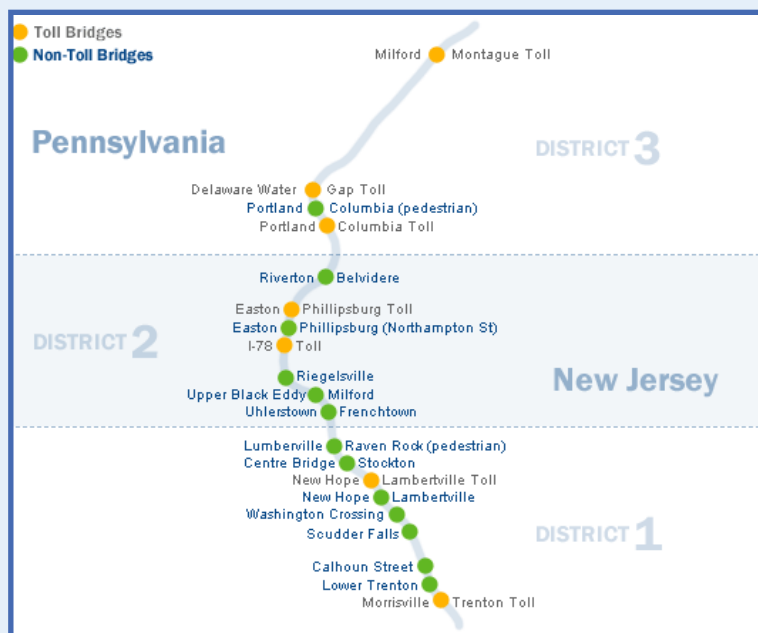 Toll Bridges
Non-Toll Bridges
Milford Montague Toll
Pennsylvania
DISTRICT 3
Delaware Water Gap Toll
Portland Columbia (pedestrian)
Portland Columbia Toll
Riverton Belvidere
Easton Phillipsburg Toll
Easton Phillipsburg (Northampton St)
DISTRICT 2
I-78 Toll
Riegelsville
New Jersey
Upper Black Eddy Milford
Uhlerstown Frenchtown
Lumberville Raven Rock (pedestrian)
Centre Bridge Stockton
New Hope Lambertville Toll
New Hope Lambertville
Washington Crossing
Scudder Falls
DISTRICT 1
Calhoun Street
Lower Trenton
Morrisville Trenton Toll